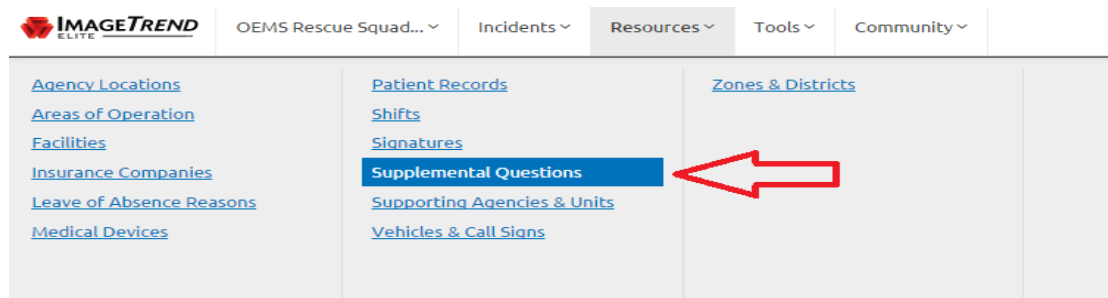 IMAGETREND
ELITE
OEMS Rescue Squad...
Incidents
Resources
Tools
Community
Agency Locations
Areas of Operation
Facilities
Insurance Companies
Leave of Absence Reasons
Medical Devices
Patient Records
Shifts
Signatures
Supplemental Questions
Supporting Agencies & Units
Vehicles & Call Signs
Zones & Districts